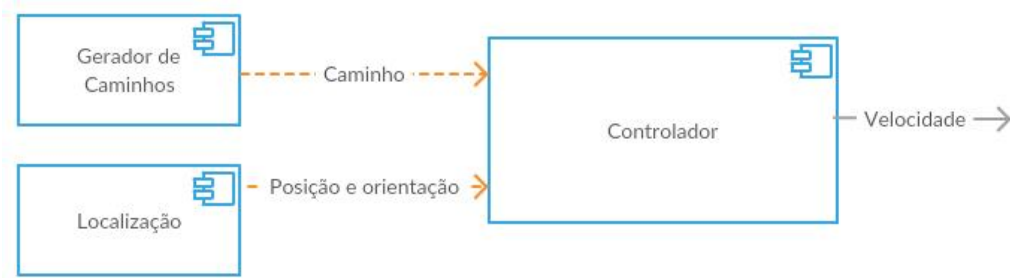 Gerador de
Caminhos
Caminho
Controlador
Velocidade
Posição e orientação
Localização